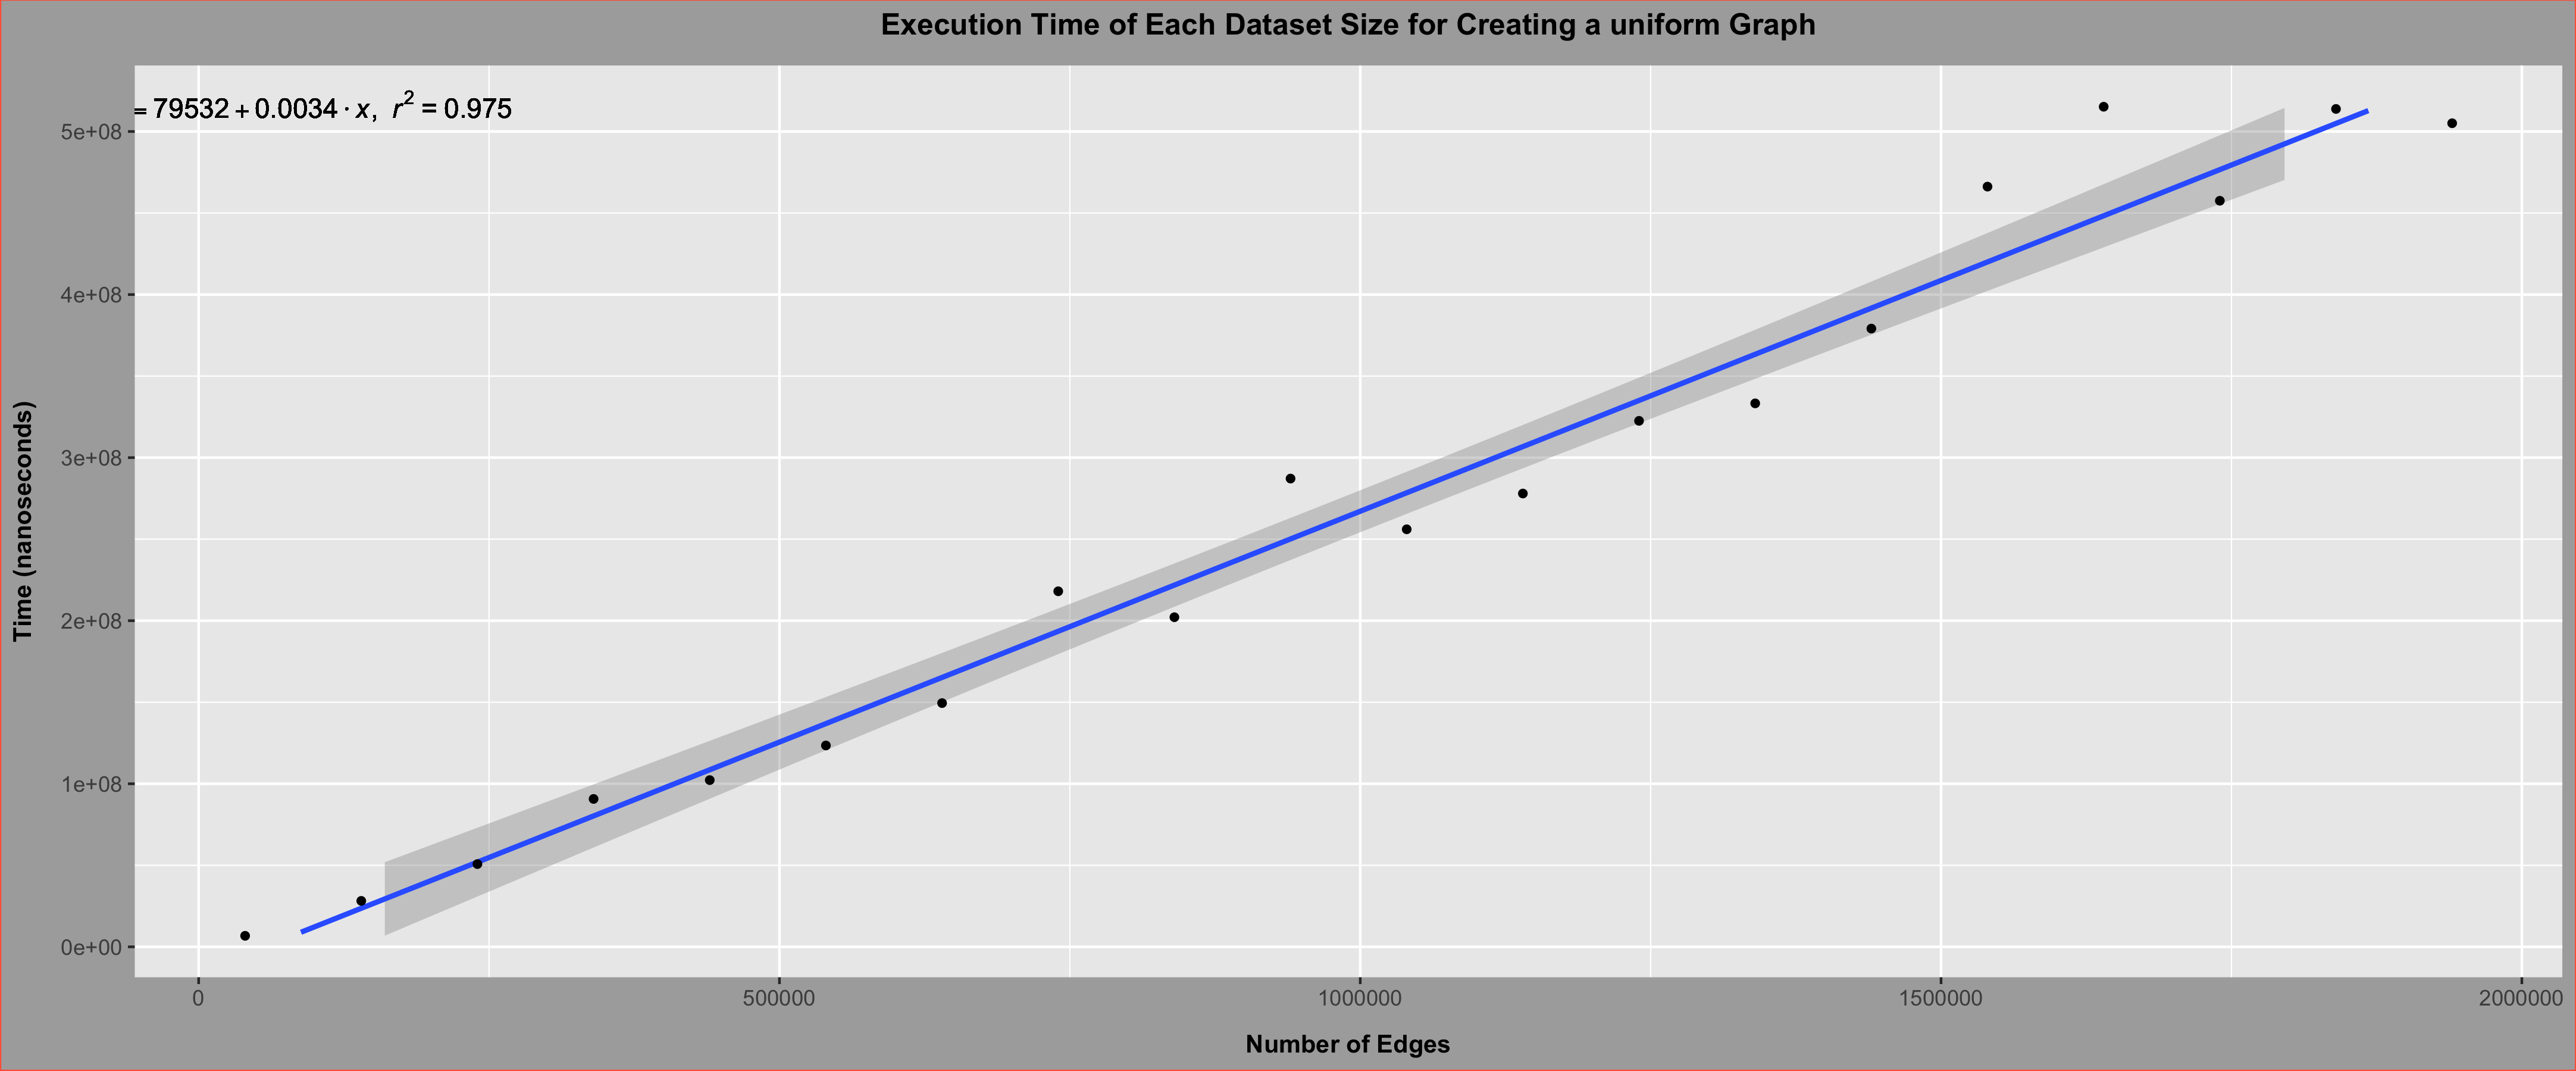 Execution Time of Each Dataset Size for Creating a uniform Graph
= 79532 + 0.0034 · x, r² = 0.975
5e+08
4e+08
3e+08
2e+08
1e+08
0e+00
Time (nanoseconds)
0 500000 1000000 1500000 2000000
Number of Edges